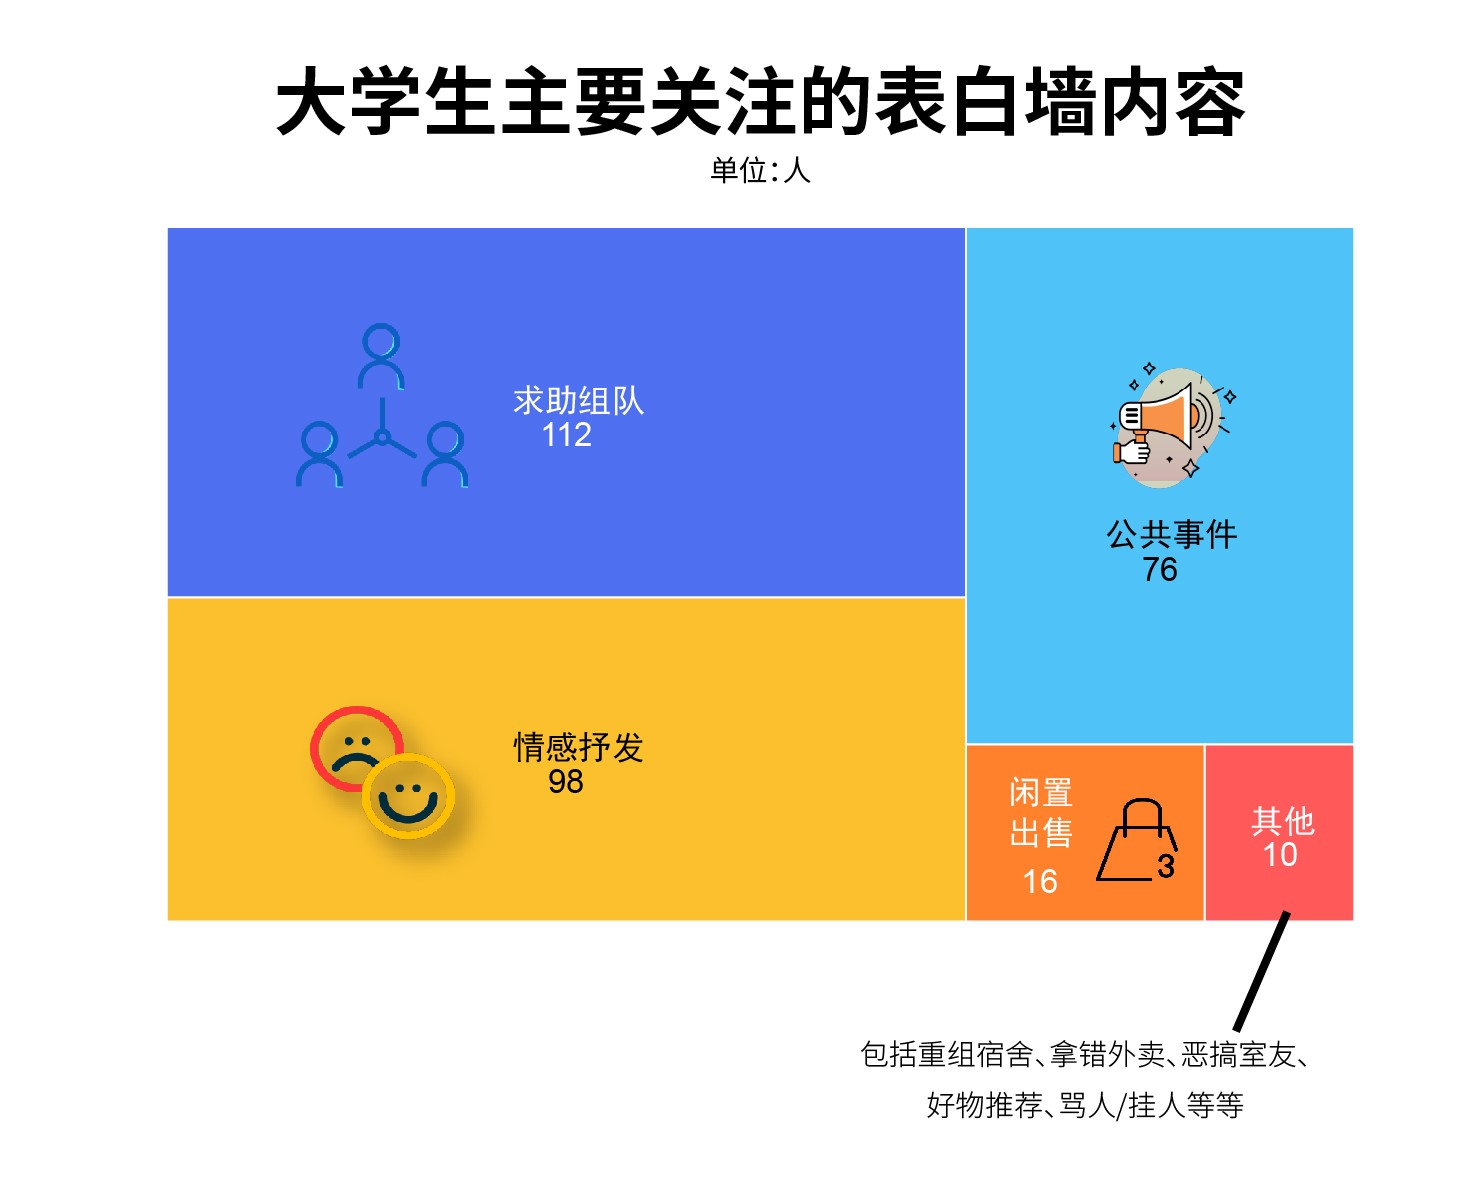 大学生主要关注的表白墙内容
单位：人
求助组队
112
公共事件
76
情感抒发
98
闲置
出售
16
3
其他
10
包括重组宿舍、拿错外卖、恶搞室友、
好物推荐、骂人/挂人等等